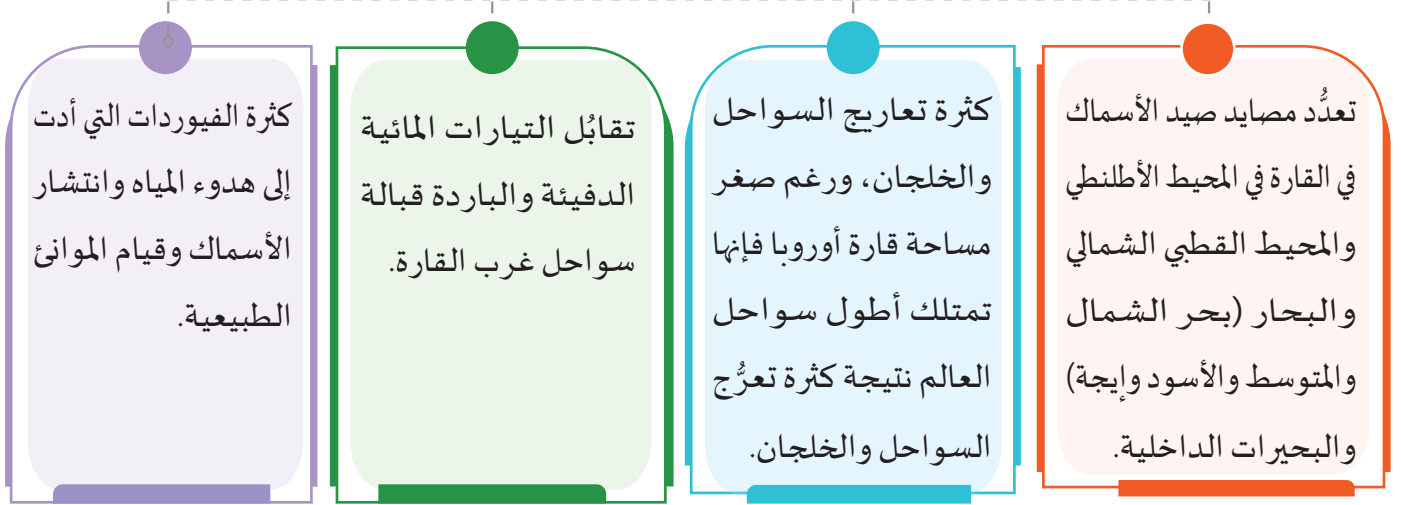 تعدُّد مصايد صيد الأسماك
في القارة في المحيط الأطلنطي
والمحيط القطبي الشمالي
والبحار (بحر الشمال
والمتوسط والأسود وإيجة)
والبحيرات الداخلية.
كثرة تعاريج السواحل
والخلجان، ورغم صغر
مساحة قارة أوروبا فإنها
تمتلك أطول سواحل
العالم نتيجة كثرة تعرُّج
السواحل والخلجان.
تقابُل التيارات المائية
الدفيئة والباردة قبالة
سواحل غرب القارة.
كثرة الفيوردات التي أدت
إلى هدوء المياه وانتشار
الأسماك وقيام الموانئ
الطبيعية.